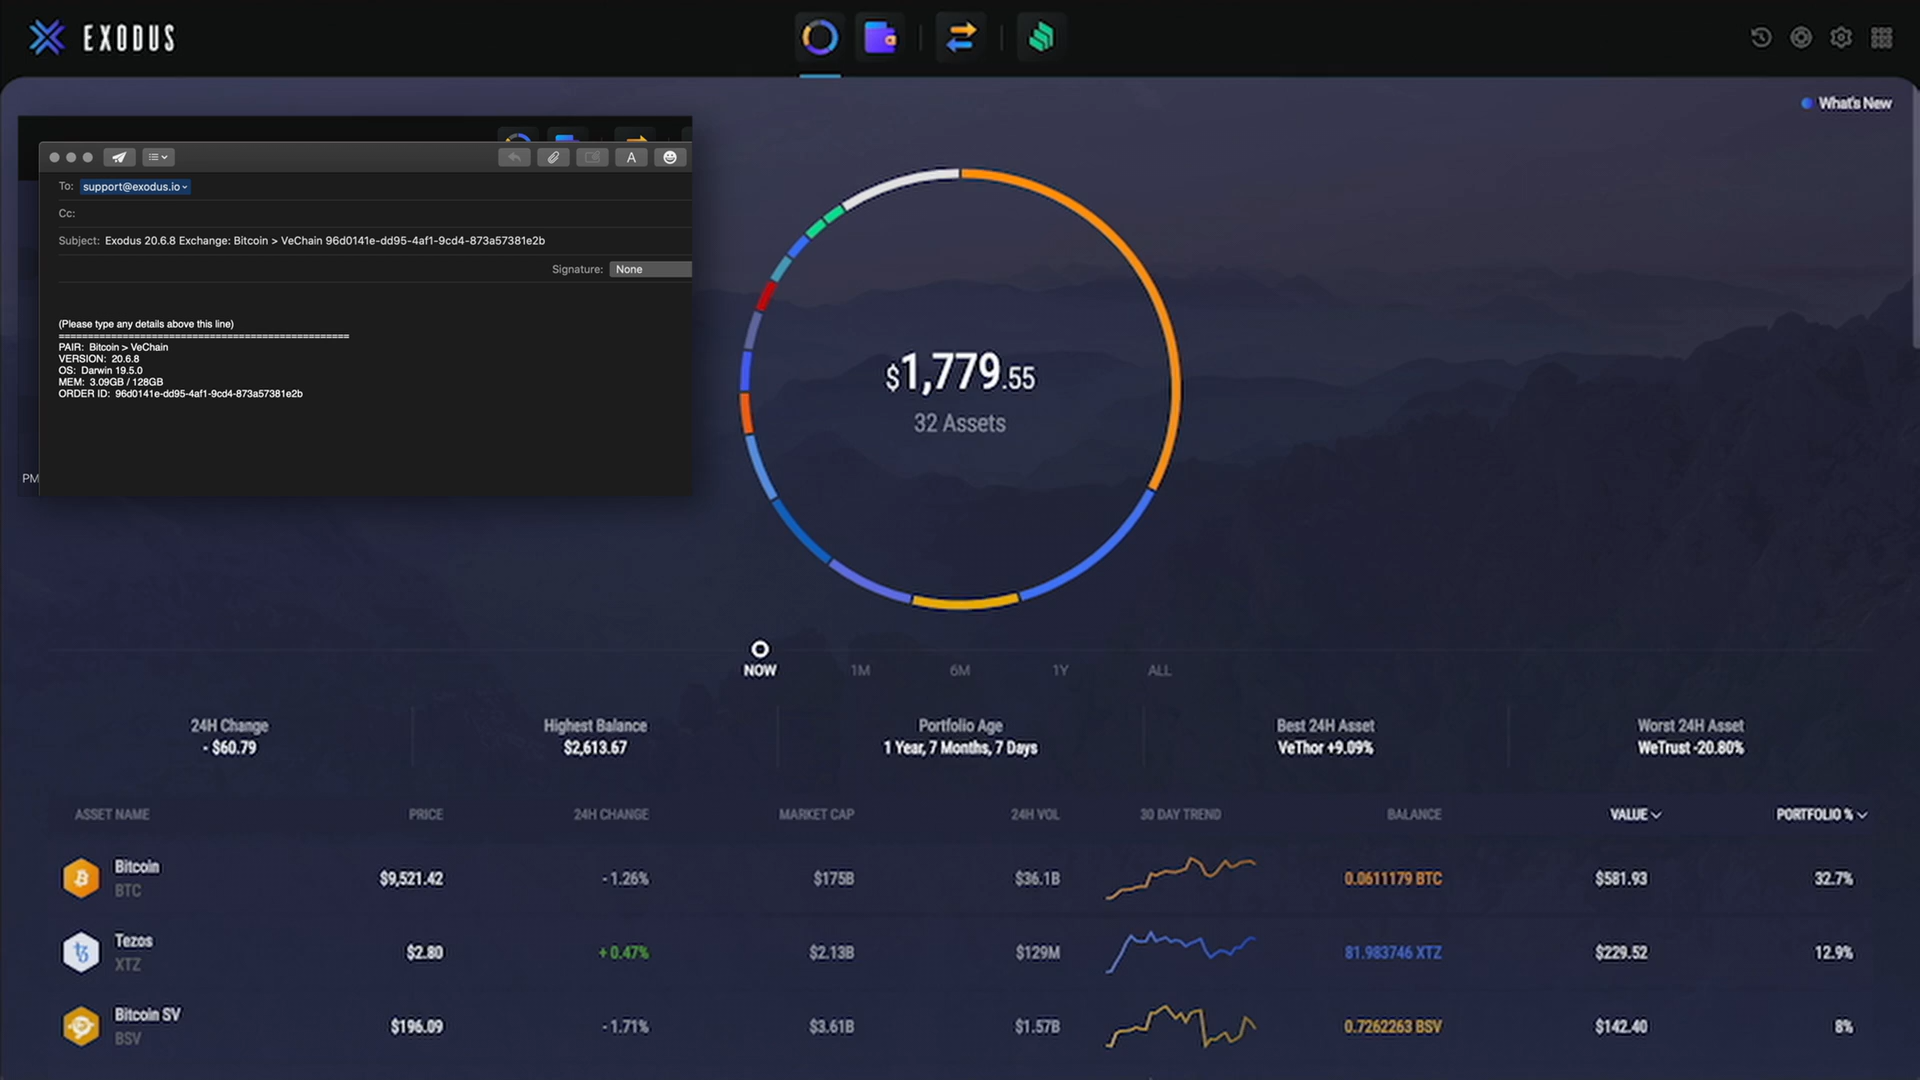 EXODUS
What's New
To: support@exodus.io
Cc:
Subject: Exodus 20.6.8 Exchange: Bitcoin > VeChain 96d0141e-dd95-4af1-9cd4-873a57381e2b
Signature: None
(Please type any details above this line)
==================================================
PAIR: Bitcoin > VeChain
VERSION: 20.6.8
OS: Darwin 19.5.0
MEM: 3.09GB / 128GB
ORDER ID: 96d0141e-dd95-4af1-9cd4-873a57381e2b
PM
$1,779.55
32 Assets
NOW 1M 6M 1Y ALL
24H Change Highest Balance Portfolio Age Best 24H Asset Worst 24H Asset
- $60.79 $2,613.67 1 Year, 7 Months, 7 Days VeThor +9.09% WeTrust -20.80%
ASSET NAME PRICE 24H CHANGE MARKET CAP 24H VOL 30 DAY TREND BALANCE VALUE PORTFOLIO %
Bitcoin
BTC
$9,521.42 -1.26% $175B $36.1B 0.0611179 BTC $581.93 32.7%
Tezos
XTZ
$2.80 +0.47% $2.13B $129M 81.983746 XTZ $229.52 12.9%
Bitcoin SV
BSV
$196.09 -1.71% $3.61B $1.57B 0.7262263 BSV $142.40 8%